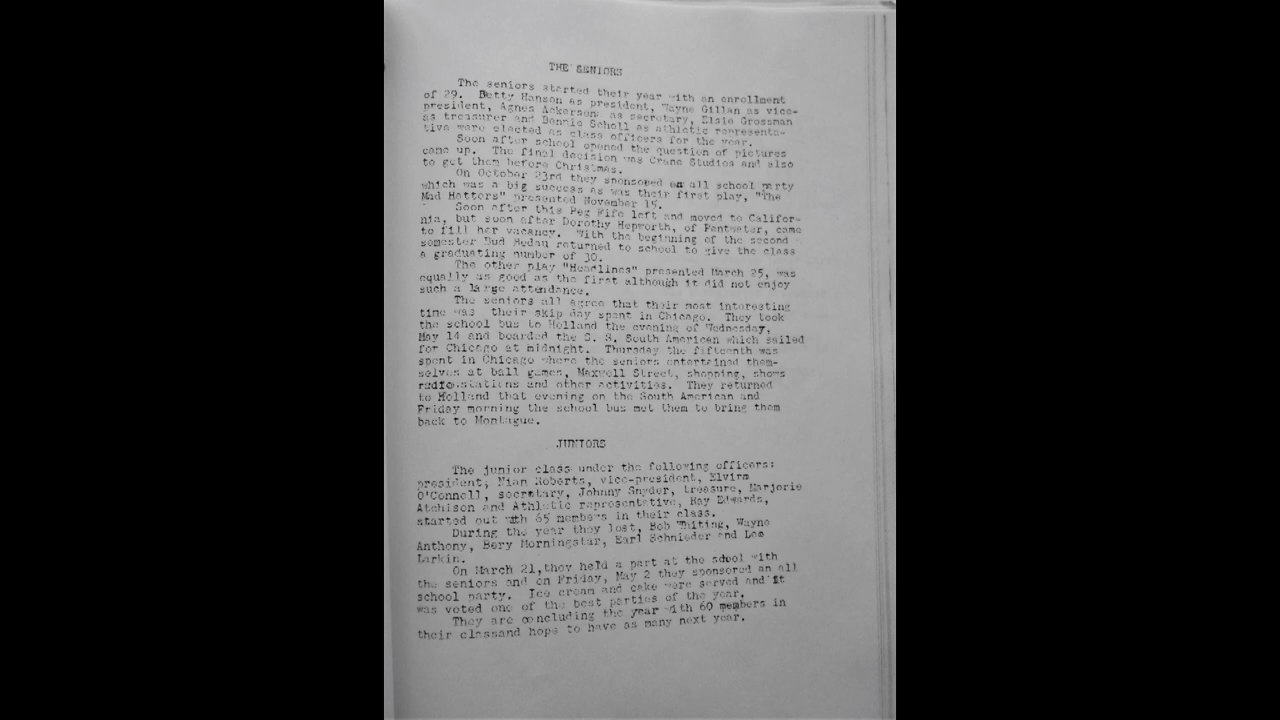 THE SENIORS
The seniors started their year with an enrollment
of 29. Betty Hanson as president, Wayne Gillan as vice-
president, Agnes Ackerson as secretary, Elsie Grossman
as treasurer and Bennie Scholl as athletic representa-
tive were elected as class officers for the year.
Soon after school opened the question of pictures
came up. The final decision was Crane Studios and also
to get them before Christmas.
On October 23rd they sponsored an all school party
which was a big success as was their first play, "The
Mad Hatters" presented November 15.
Soon after this Peg Fife left and moved to Califor-
nia, but soon after Dorothy Hepworth, of Pentwater, came
to fill her vacancy. With the beginning of the second
semester Bud Bedau returned to school to give the class
a graduating number of 30.
The other play "Headlines" presented March 25, was
equally as good as the first although it did not enjoy
such a large attendance.
The seniors all agree that their most interesting
time was their skip day spent in Chicago. They took
the school bus to Holland the evening of Wednesday,
May 14 and boarded the S. S. South American which sailed
for Chicago at midnight. Thursday the fifteenth was
spent in Chicago where the seniors entertained them-
selves at ball games, Maxwell Street, shopping, shows
radio stations and other activities. They returned
to Holland that evening on the South American and
Friday morning the school bus met them to bring them
back to Montague.
JUNIORS
The junior class under the following officers:
president, Nian Roberts, vice-president, Elvira
O'Connell, secretary, Johnny Snyder, treasure, Marjorie
Atchison and Athletic representative, Ray Edwards,
started out with 65 members in their class.
During the year they lost, Bob Whiting, Wayne
Anthony, Bery Morningstar, Earl Schnieder and Lee
Larkin.
On March 21, they held a part at the school with
the seniors and on Friday, May 2 they sponsored an all
school party. Ice cream and cake were served and it
was voted one of the best parties of the year.
They are concluding the year with 60 members in
their classand hops to have as many next year.